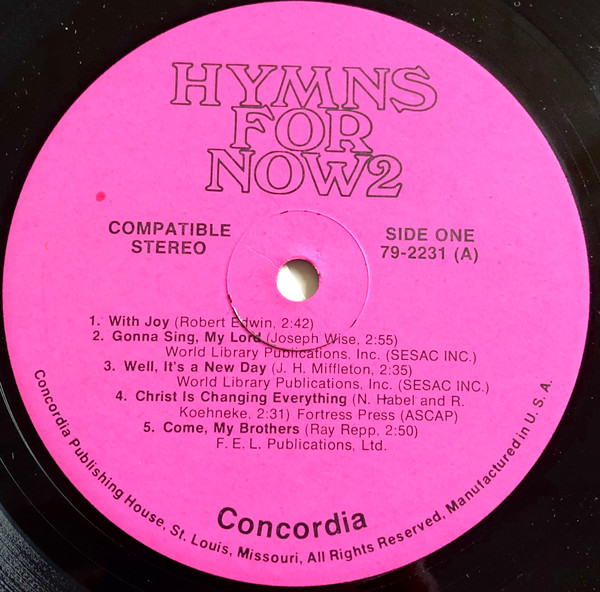 HYMNS
FOR
NOW2
COMPATIBLE
STEREO
SIDE ONE
79-2231 (A)
1. With Joy (Robert Edwin, 2:42)
2. Gonna Sing, My Lord (Joseph Wise, 2:55)
World Library Publications, Inc. (SESAC INC.)
3. Well, It's a New Day (J. H. Miffleton, 2:35)
World Library Publications, Inc. (SESAC INC.)
4. Christ Is Changing Everything (N. Habel and R.
Koehneke, 2:31) Fortress Press (ASCAP)
5. Come, My Brothers (Ray Repp, 2:50)
F. E. L. Publications, Ltd.
Concordia
Concordia Publishing House, St. Louis, Missouri, All Rights Reserved, Manufactured in U. S. A.